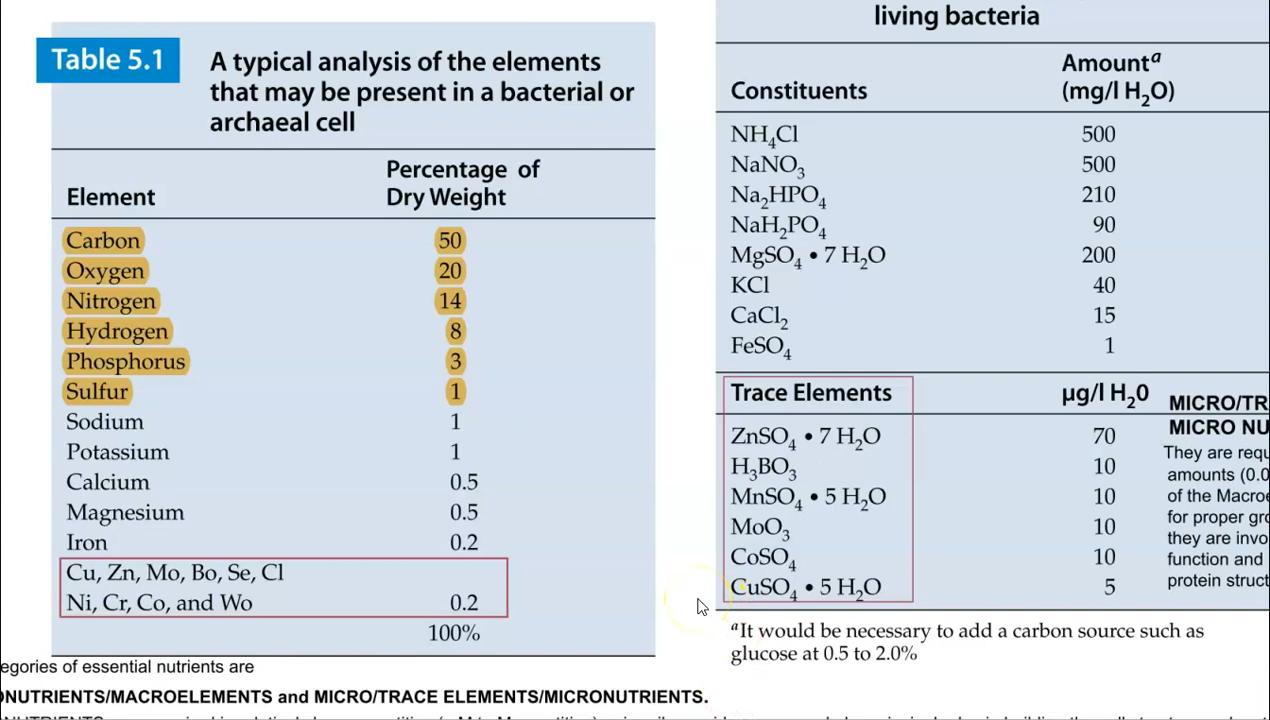 Table 5.1
A typical analysis of the elements
that may be present in a bacterial or
archaeal cell
Element Percentage of Dry Weight
Carbon 50
Oxygen 20
Nitrogen 14
Hydrogen 8
Phosphorus 3
Sulfur 1
Sodium 1
Potassium 1
Calcium 0.5
Magnesium 0.5
Iron 0.2
Cu, Zn, Mo, Bo, Se, Cl
Ni, Cr, Co, and Wo 0.2
100%
egories of essential nutrients are
ONUTRIENTS/MACROELEMENTS and MICRO/TRACE ELEMENTS/MICRONUTRIENTS.
living bacteria
Constituents Amountᵃ (mg/l H₂O)
NH₄Cl 500
NaNO₃ 500
Na₂HPO₄ 210
NaH₂PO₄ 90
MgSO₄ • 7 H₂O 200
KCl 40
CaCl₂ 15
FeSO₄ 1
Trace Elements µg/l H₂0
ZnSO₄ • 7 H₂O 70
H₃BO₃ 10
MnSO₄ • 5 H₂O 10
MoO₃ 10
CoSO₄ 10
CuSO₄ • 5 H₂O 5
ᵃIt would be necessary to add a carbon source such as
glucose at 0.5 to 2.0%
MICRO/TR
MICRO NU
They are requ
amounts (0.0
of the Macroe
for proper gro
they are invo
function and
protein struct